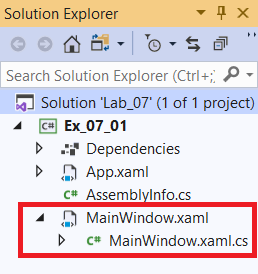 Solution Explorer
Search Solution Explorer (Ctrl+;)
Solution 'Lab_07' (1 of 1 project)
C# Ex_07_01
Dependencies
App.xaml
C# AssemblyInfo.cs
MainWindow.xaml
C# MainWindow.xaml.cs